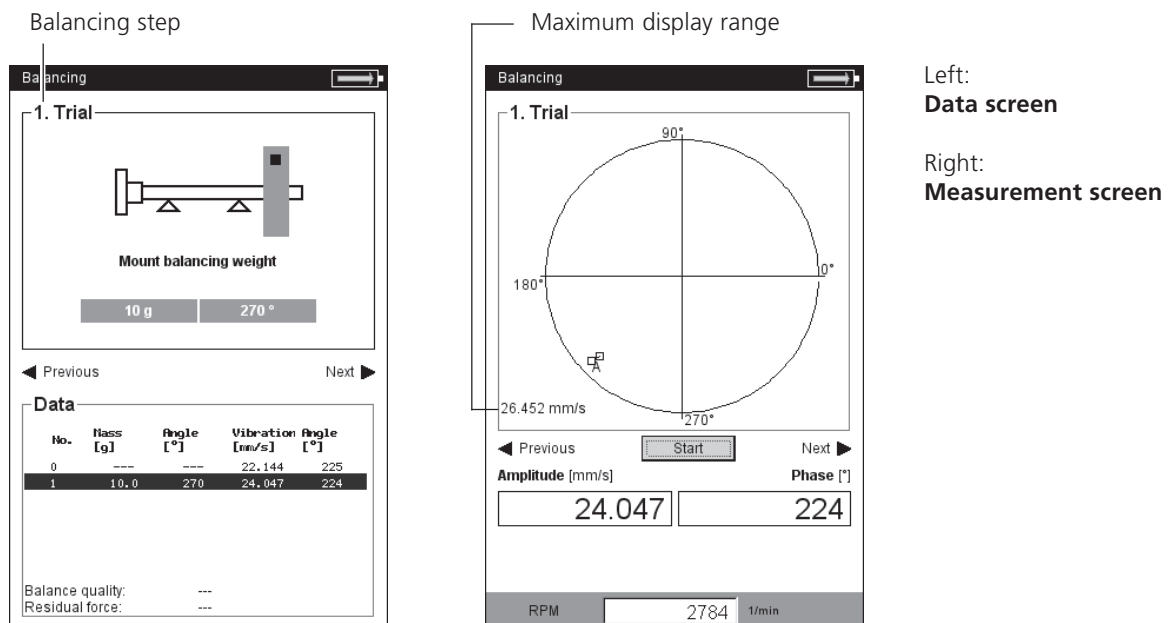 Balancing step
Balancing
1. Trial
Mount balancing weight
10 g 270 °
Previous Next
Data
No. Mass [g] Angle [°] Vibration [mm/s] Angle [°]
0 --- --- 22.144 225
1 10.0 270 24.047 224
Balance quality: ---
Residual force: ---
Maximum display range
Balancing
1. Trial
90°
180° 0°
A
26.452 mm/s
270°
Previous Start Next
Amplitude [mm/s] Phase [°]
24.047 224
RPM 2784 1/min
Left:
Data screen
Right:
Measurement screen